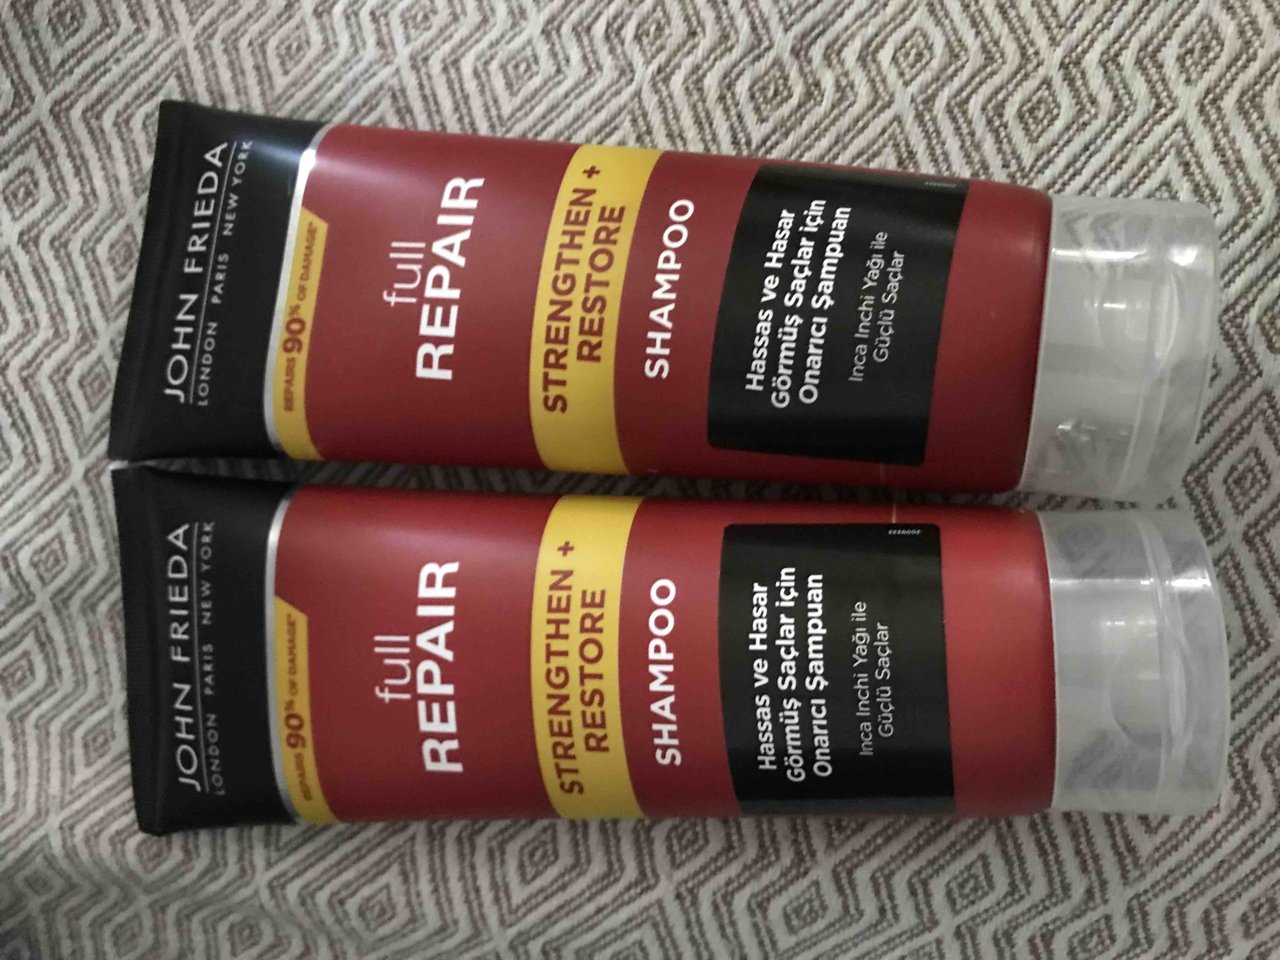 JOHN FRIEDA
LONDON PARIS NEW YORK
REPAIRS 90% OF DAMAGE*
full
REPAIR
STRENGTHEN +
RESTORE
SHAMPOO
Hassas ve Hasar
Görmüş Saçlar için
Onarıcı Şampuan
Inca Inchi Yağı ile
Güçlü Saçlar
JOHN FRIEDA
LONDON PARIS NEW YORK
REPAIRS 90% OF DAMAGE*
full
REPAIR
STRENGTHEN +
RESTORE
SHAMPOO
Hassas ve Hasar
Görmüş Saçlar için
Onarıcı Şampuan
Inca Inchi Yağı ile
Güçlü Saçlar